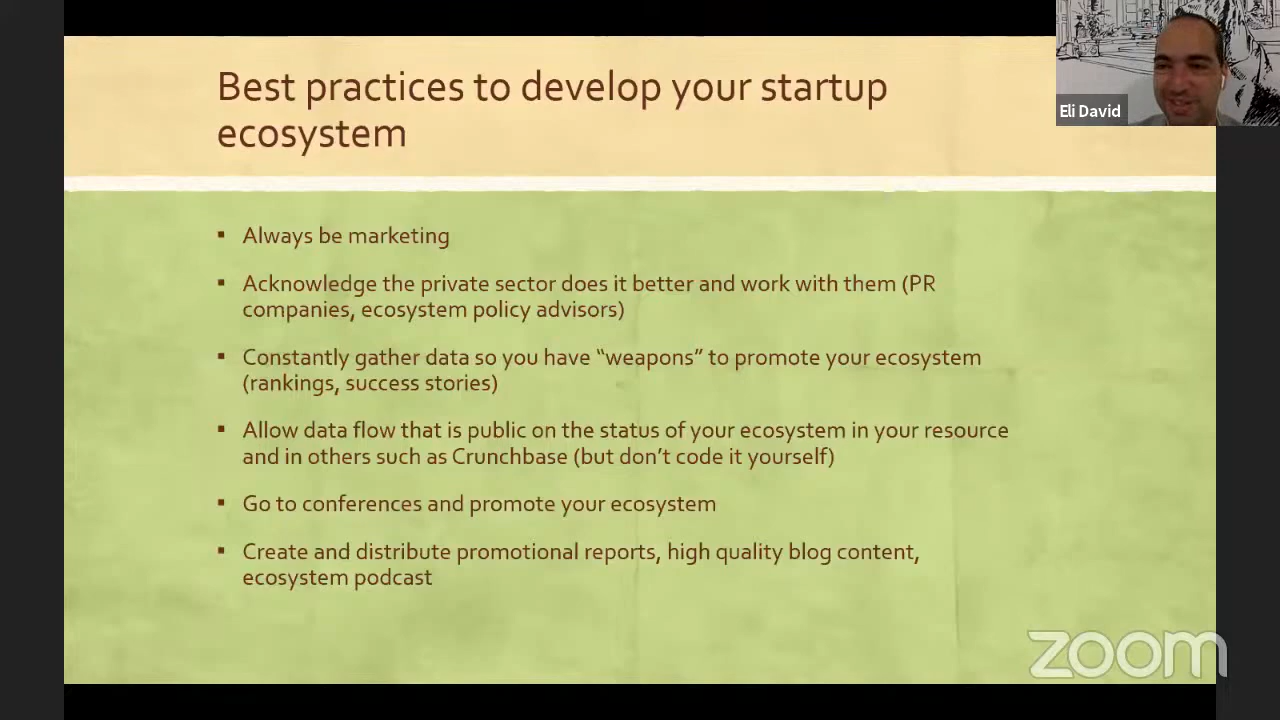 Best practices to develop your startup
ecosystem
Eli David
▪ Always be marketing
▪ Acknowledge the private sector does it better and work with them (PR
companies, ecosystem policy advisors)
▪ Constantly gather data so you have “weapons” to promote your ecosystem
(rankings, success stories)
▪ Allow data flow that is public on the status of your ecosystem in your resource
and in others such as Crunchbase (but don’t code it yourself)
▪ Go to conferences and promote your ecosystem
▪ Create and distribute promotional reports, high quality blog content,
ecosystem podcast
zoom